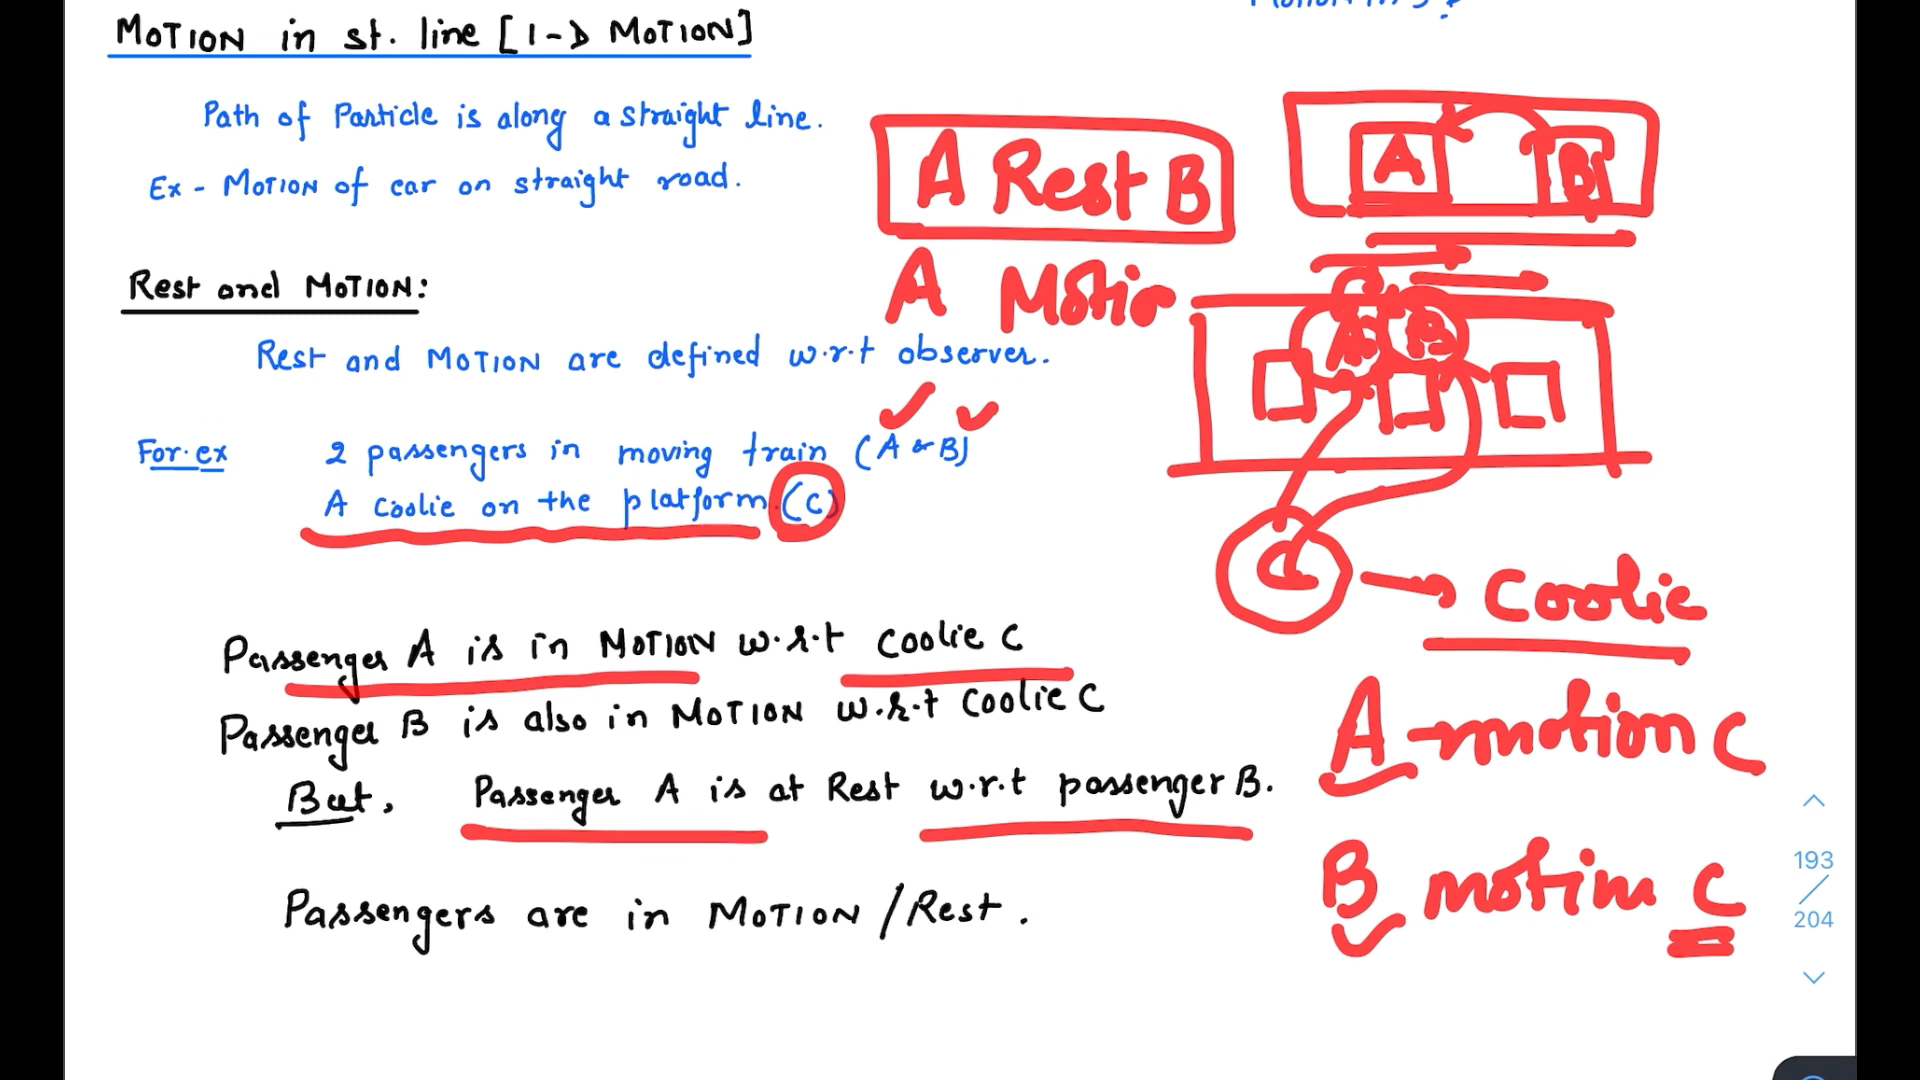 MOTION in st. line [1-D MOTION]
Path of Particle is along a straight line.
Ex - MOTION of car on straight road.
Rest and MOTION:
Rest and MOTION are defined w.r.t observer.
For.ex 2 passengers in moving train (A & B)
A coolie on the platform (C)
Passenger A is in MOTION w.r.t coolie C
Passenger B is also in MOTION w.r.t coolie C
But, Passenger A is at Rest w.r.t passenger B.
Passengers are in MOTION /Rest.
A Rest B
A Motion
A B
A B
C → Coolie
A-motion C
B motion C
193
/
204